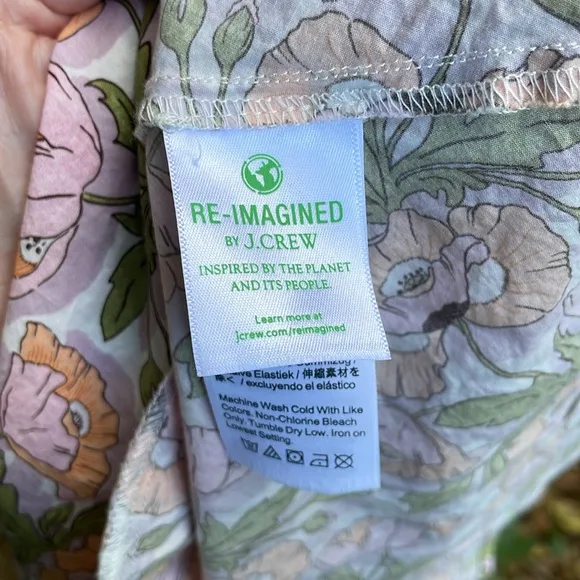 RE-IMAGINED
BY J.CREW
INSPIRED BY THE PLANET
AND ITS PEOPLE.
Learn more at
jcrew.com/reimagined
Elastiek / 伸縮素材を
除く / excluyendo el elástico
Machine Wash Cold With Like
Colors. Non-Chlorine Bleach
Only. Tumble Dry Low. Iron on
Lowest Setting.